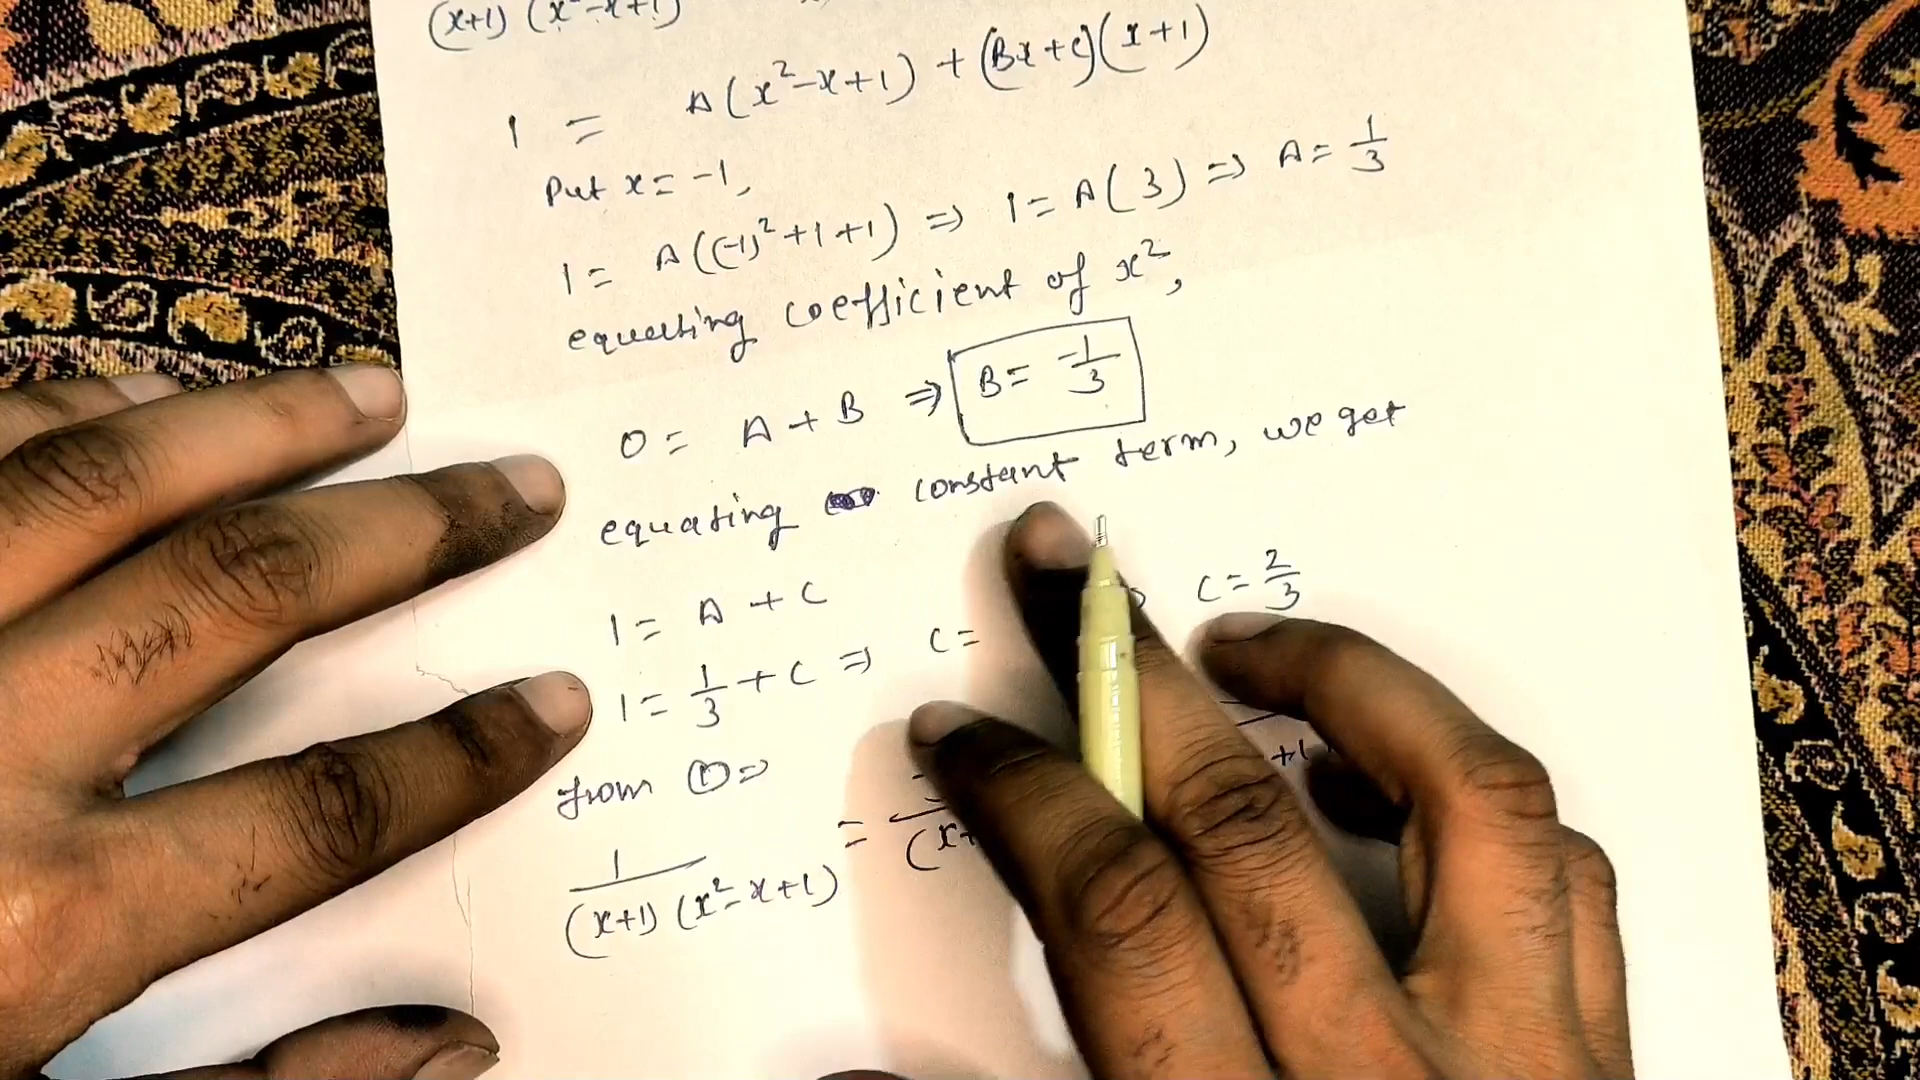 (x+1) (x²-x+1)
1 = A(x²-x+1) + (Bx+C)(x+1)
Put x = -1,
1 = A((-1)²+1+1) ⇒ 1 = A(3) ⇒ A = 1/3
equating coefficient of x²,
0 = A + B ⇒ B = -1/3
equating constant term, we get
1 = A + C
1 = 1/3 + C ⇒ C = C = 2/3
from ① ⇒
+1
1/((x+1) (x²-x+1)) = (x+